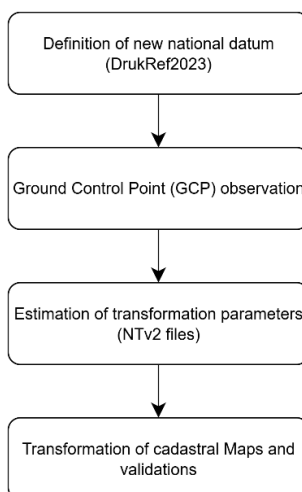 Definition of new national datum
(DrukRef2023)
Ground Control Point (GCP) observation
Estimation of transformation parameters
(NTv2 files)
Transformation of cadastral Maps and
validations